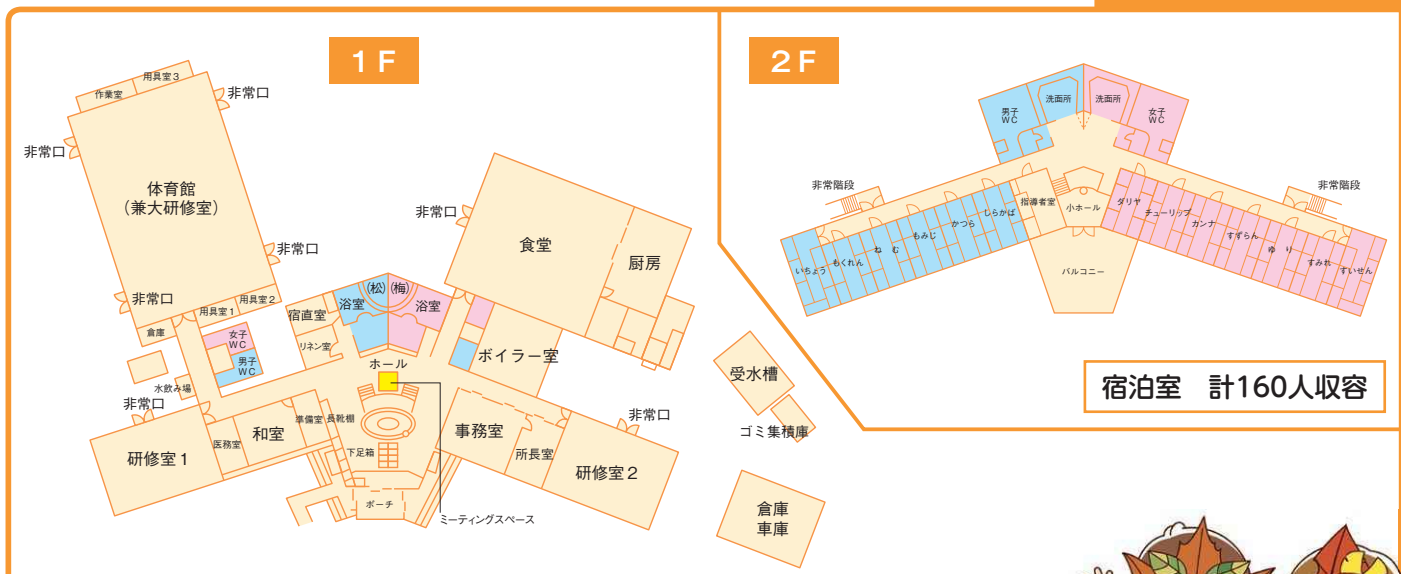 1F
用具室3
作業室
非常口
非常口
体育館
(兼大研修室)
非常口
非常口
用具室2
用具室1
倉庫
女子
WC
男子
WC
水飲み場
非常口
研修室1
医務室
和室
準備室
長靴棚
下足箱
ポーチ
ミーティングスペース
ホール
宿直室
リネン室
浴室
(松)
(梅)
浴室
非常口
食堂
厨房
ボイラー室
事務室
所長室
研修室2
非常口
受水槽
ゴミ集積庫
倉庫
車庫
2F
男子
WC
洗面所
洗面所
女子
WC
非常階段
非常階段
いちょう
もくれん
ねむ
もみじ
かつら
しらかば
指導者室
小ホール
バルコニー
ダリヤ
チューリップ
カンナ
すずらん
ゆり
すみれ
すいせん
宿泊室 計160人収容